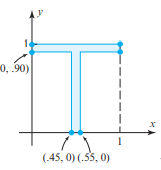 y
1
0, .90)
x
(.45, 0) (.55, 0)
1